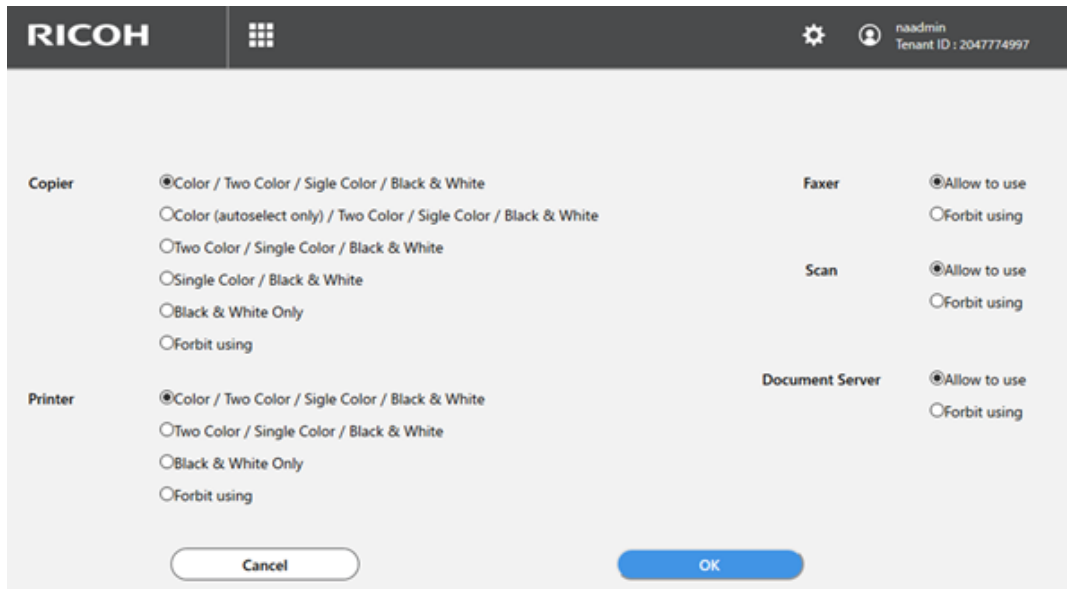 RICOH
naadmin
Tenant ID : 2047774997
Copier
Color / Two Color / Sigle Color / Black & White
Color (autoselect only) / Two Color / Sigle Color / Black & White
Two Color / Single Color / Black & White
Single Color / Black & White
Black & White Only
Forbit using
Printer
Color / Two Color / Sigle Color / Black & White
Two Color / Single Color / Black & White
Black & White Only
Forbit using
Faxer
Allow to use
Forbit using
Scan
Allow to use
Forbit using
Document Server
Allow to use
Forbit using
Cancel
OK